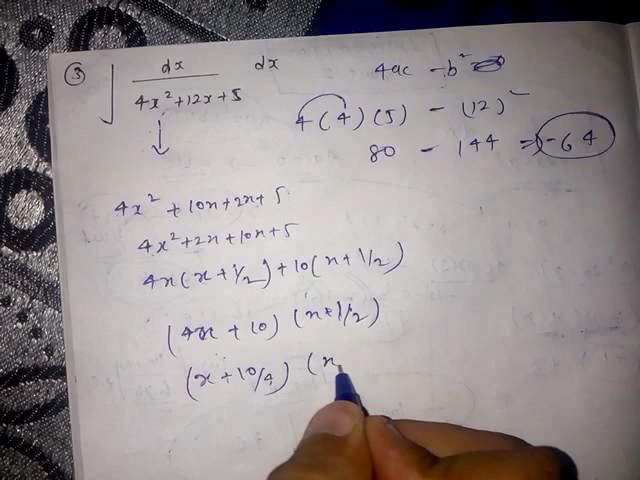 ③ ∫ dx / (4x² + 12x + 5) dx
4ac - b²
4(4)(5) - (12)²
80 - 144 ⇒ -64
4x² + 10x + 2x + 5
4x² + 2x + 10x + 5
4x(x + 1/2) + 10(x + 1/2)
(4x + 10) (x + 1/2)
(x + 10/4) (x